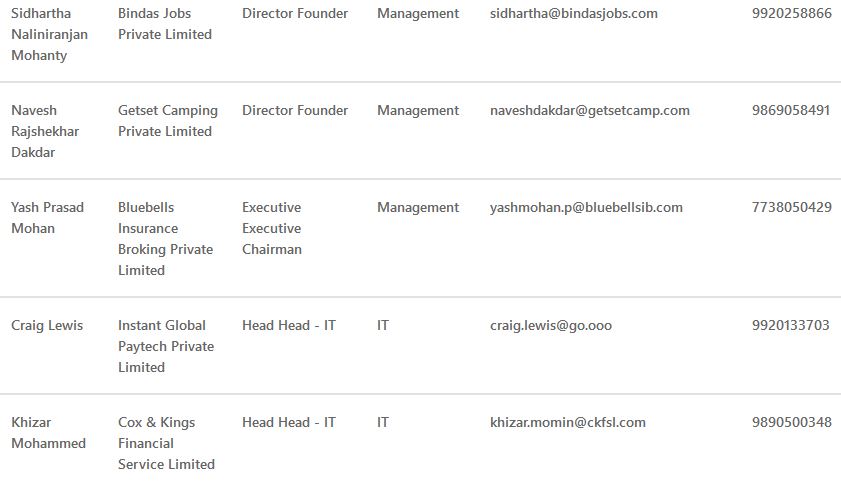 Sidhartha Bindas Jobs Director Founder Management sidhartha@bindasjobs.com 9920258866
Naliniranjan Private Limited
Mohanty
Navesh Getset Camping Director Founder Management naveshdakdar@getsetcamp.com 9869058491
Rajshekhar Private Limited
Dakdar
Yash Prasad Bluebells Executive Management yashmohan.p@bluebellsib.com 7738050429
Mohan Insurance Executive
Broking Private Chairman
Limited
Craig Lewis Instant Global Head Head - IT IT craig.lewis@go.ooo 9920133703
Paytech Private
Limited
Khizar Cox & Kings Head Head - IT IT khizar.momin@ckfsl.com 9890500348
Mohammed Financial
Service Limited